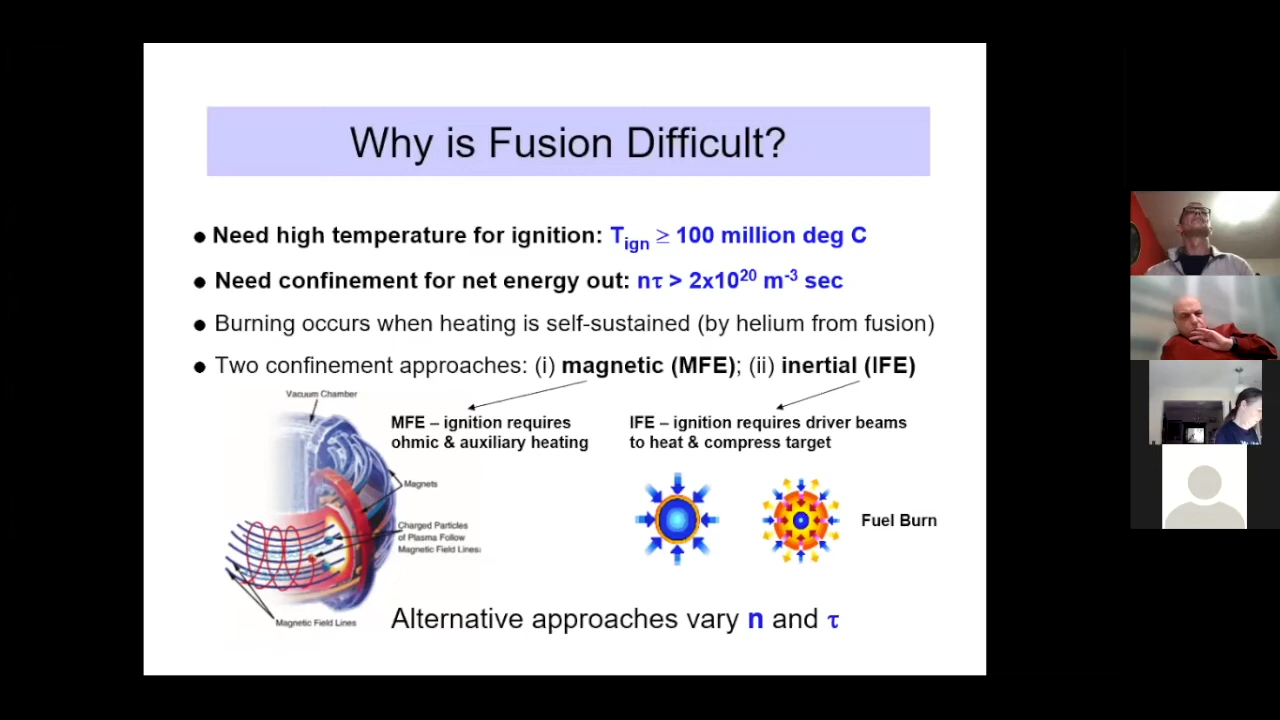 Why is Fusion Difficult?
● Need high temperature for ignition: Tign ≥ 100 million deg C
● Need confinement for net energy out: nτ > 2x10²⁰ m⁻³ sec
● Burning occurs when heating is self-sustained (by helium from fusion)
● Two confinement approaches: (i) magnetic (MFE); (ii) inertial (IFE)
Vacuum Chamber
MFE – ignition requires
ohmic & auxiliary heating
IFE – ignition requires driver beams
to heat & compress target
Magnets
Charged Particles
of Plasma Follow
Magnetic Field Lines
Fuel Burn
Magnetic Field Lines
Alternative approaches vary n and τ